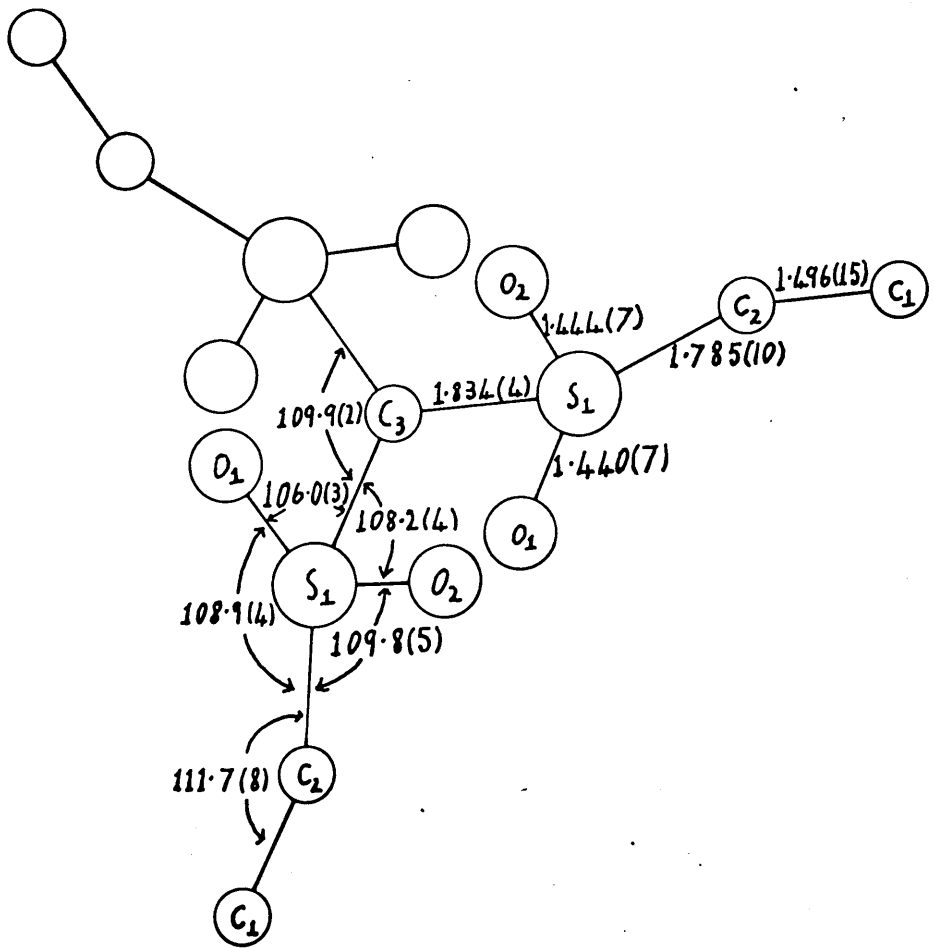 O₂
1·444(7)
C₂
1·496(15)
C₁
1·785(10)
S₁
1·834(4)
C₃
109·9(2)
1·440(7)
O₁
O₁
106·0(3)
108·2(4)
S₁
O₂
108·9(4)
109·8(5)
111·7(8)
C₂
C₁